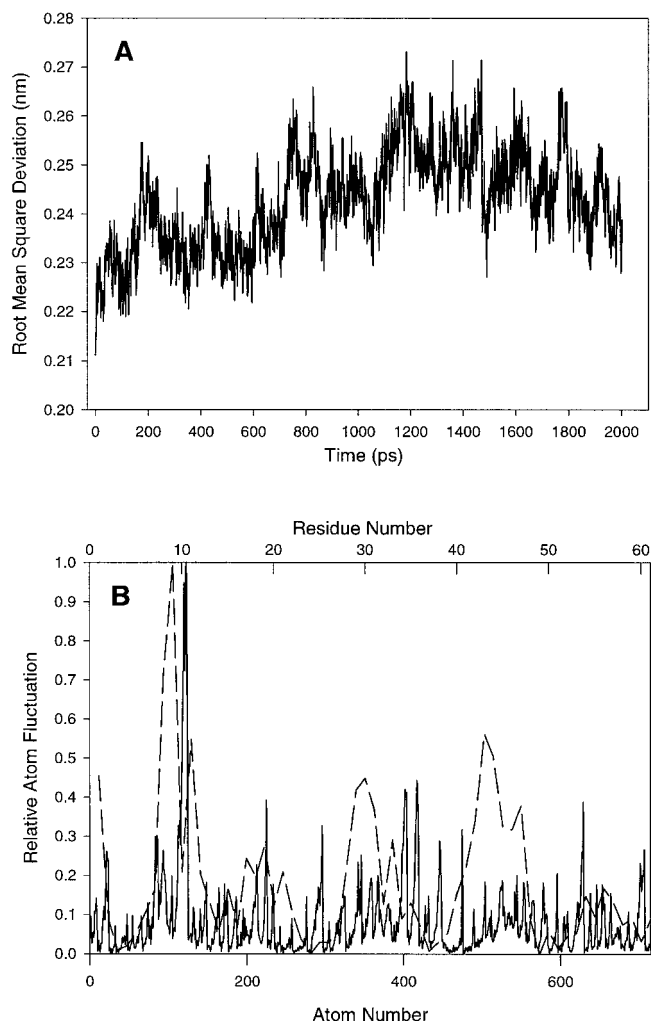 A
Root Mean Square Deviation (nm)
0.28
0.27
0.26
0.25
0.24
0.23
0.22
0.21
0.20
0 200 400 600 800 1000 1200 1400 1600 1800 2000
Time (ps)
Residue Number
0 10 20 30 40 50 60
B
Relative Atom Fluctuation
1.0
0.9
0.8
0.7
0.6
0.5
0.4
0.3
0.2
0.1
0.0
0 200 400 600
Atom Number